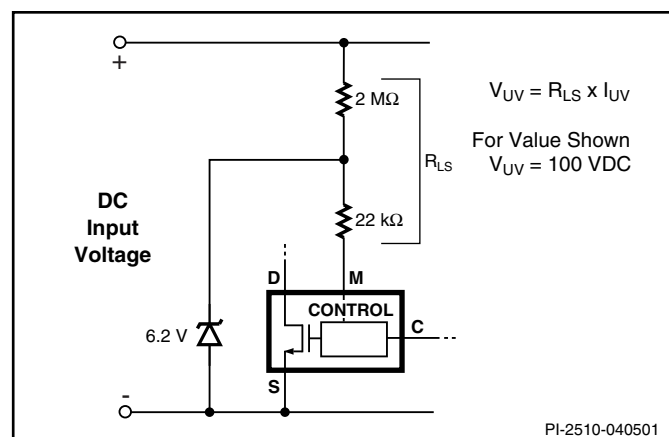 +
2 MΩ
V_UV = R_LS x I_UV
For Value Shown
V_UV = 100 VDC
R_LS
DC
Input
Voltage
22 kΩ
D
M
CONTROL
C
6.2 V
S
-
PI-2510-040501